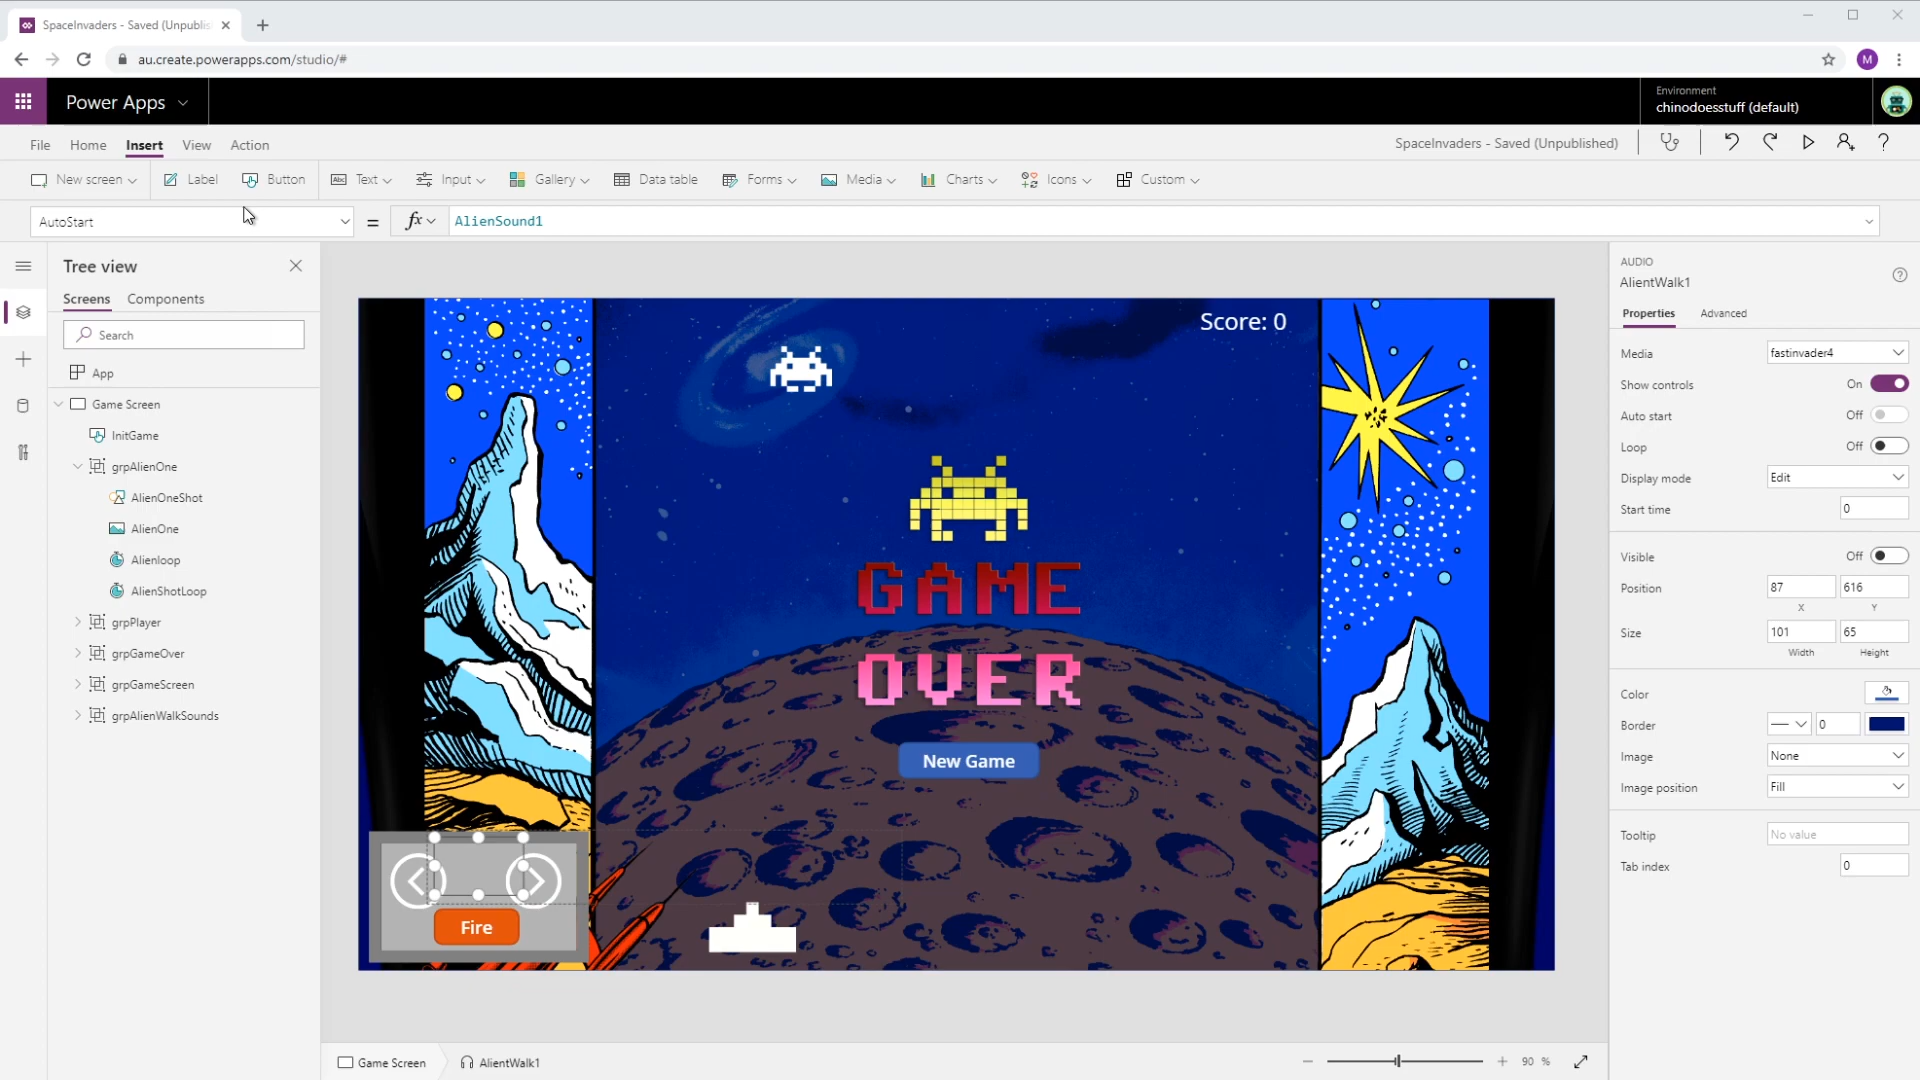 SpaceInvaders - Saved (Unpublis
au.create.powerapps.com/studio/#
M
Power Apps
Environment
chinodoesstuff (default)
File Home Insert View Action
SpaceInvaders - Saved (Unpublished)
New screen Label Button Text Input Gallery Data table Forms Media Charts Icons Custom
AutoStart = fx AlienSound1
Tree view
Screens Components
Search
App
Game Screen
InitGame
grpAlienOne
AlienOneShot
AlienOne
Alienloop
AlienShotLoop
grpPlayer
grpGameOver
grpGameScreen
grpAlienWalkSounds
Score: 0
GAME
OVER
New Game
Fire
AUDIO
AlientWalk1
Properties Advanced
Media fastinvader4
Show controls On
Auto start Off
Loop Off
Display mode Edit
Start time 0
Visible Off
Position 87 616
X Y
Size 101 65
Width Height
Color
Border 0
Image None
Image position Fill
Tooltip No value
Tab index 0
Game Screen AlientWalk1
90 %